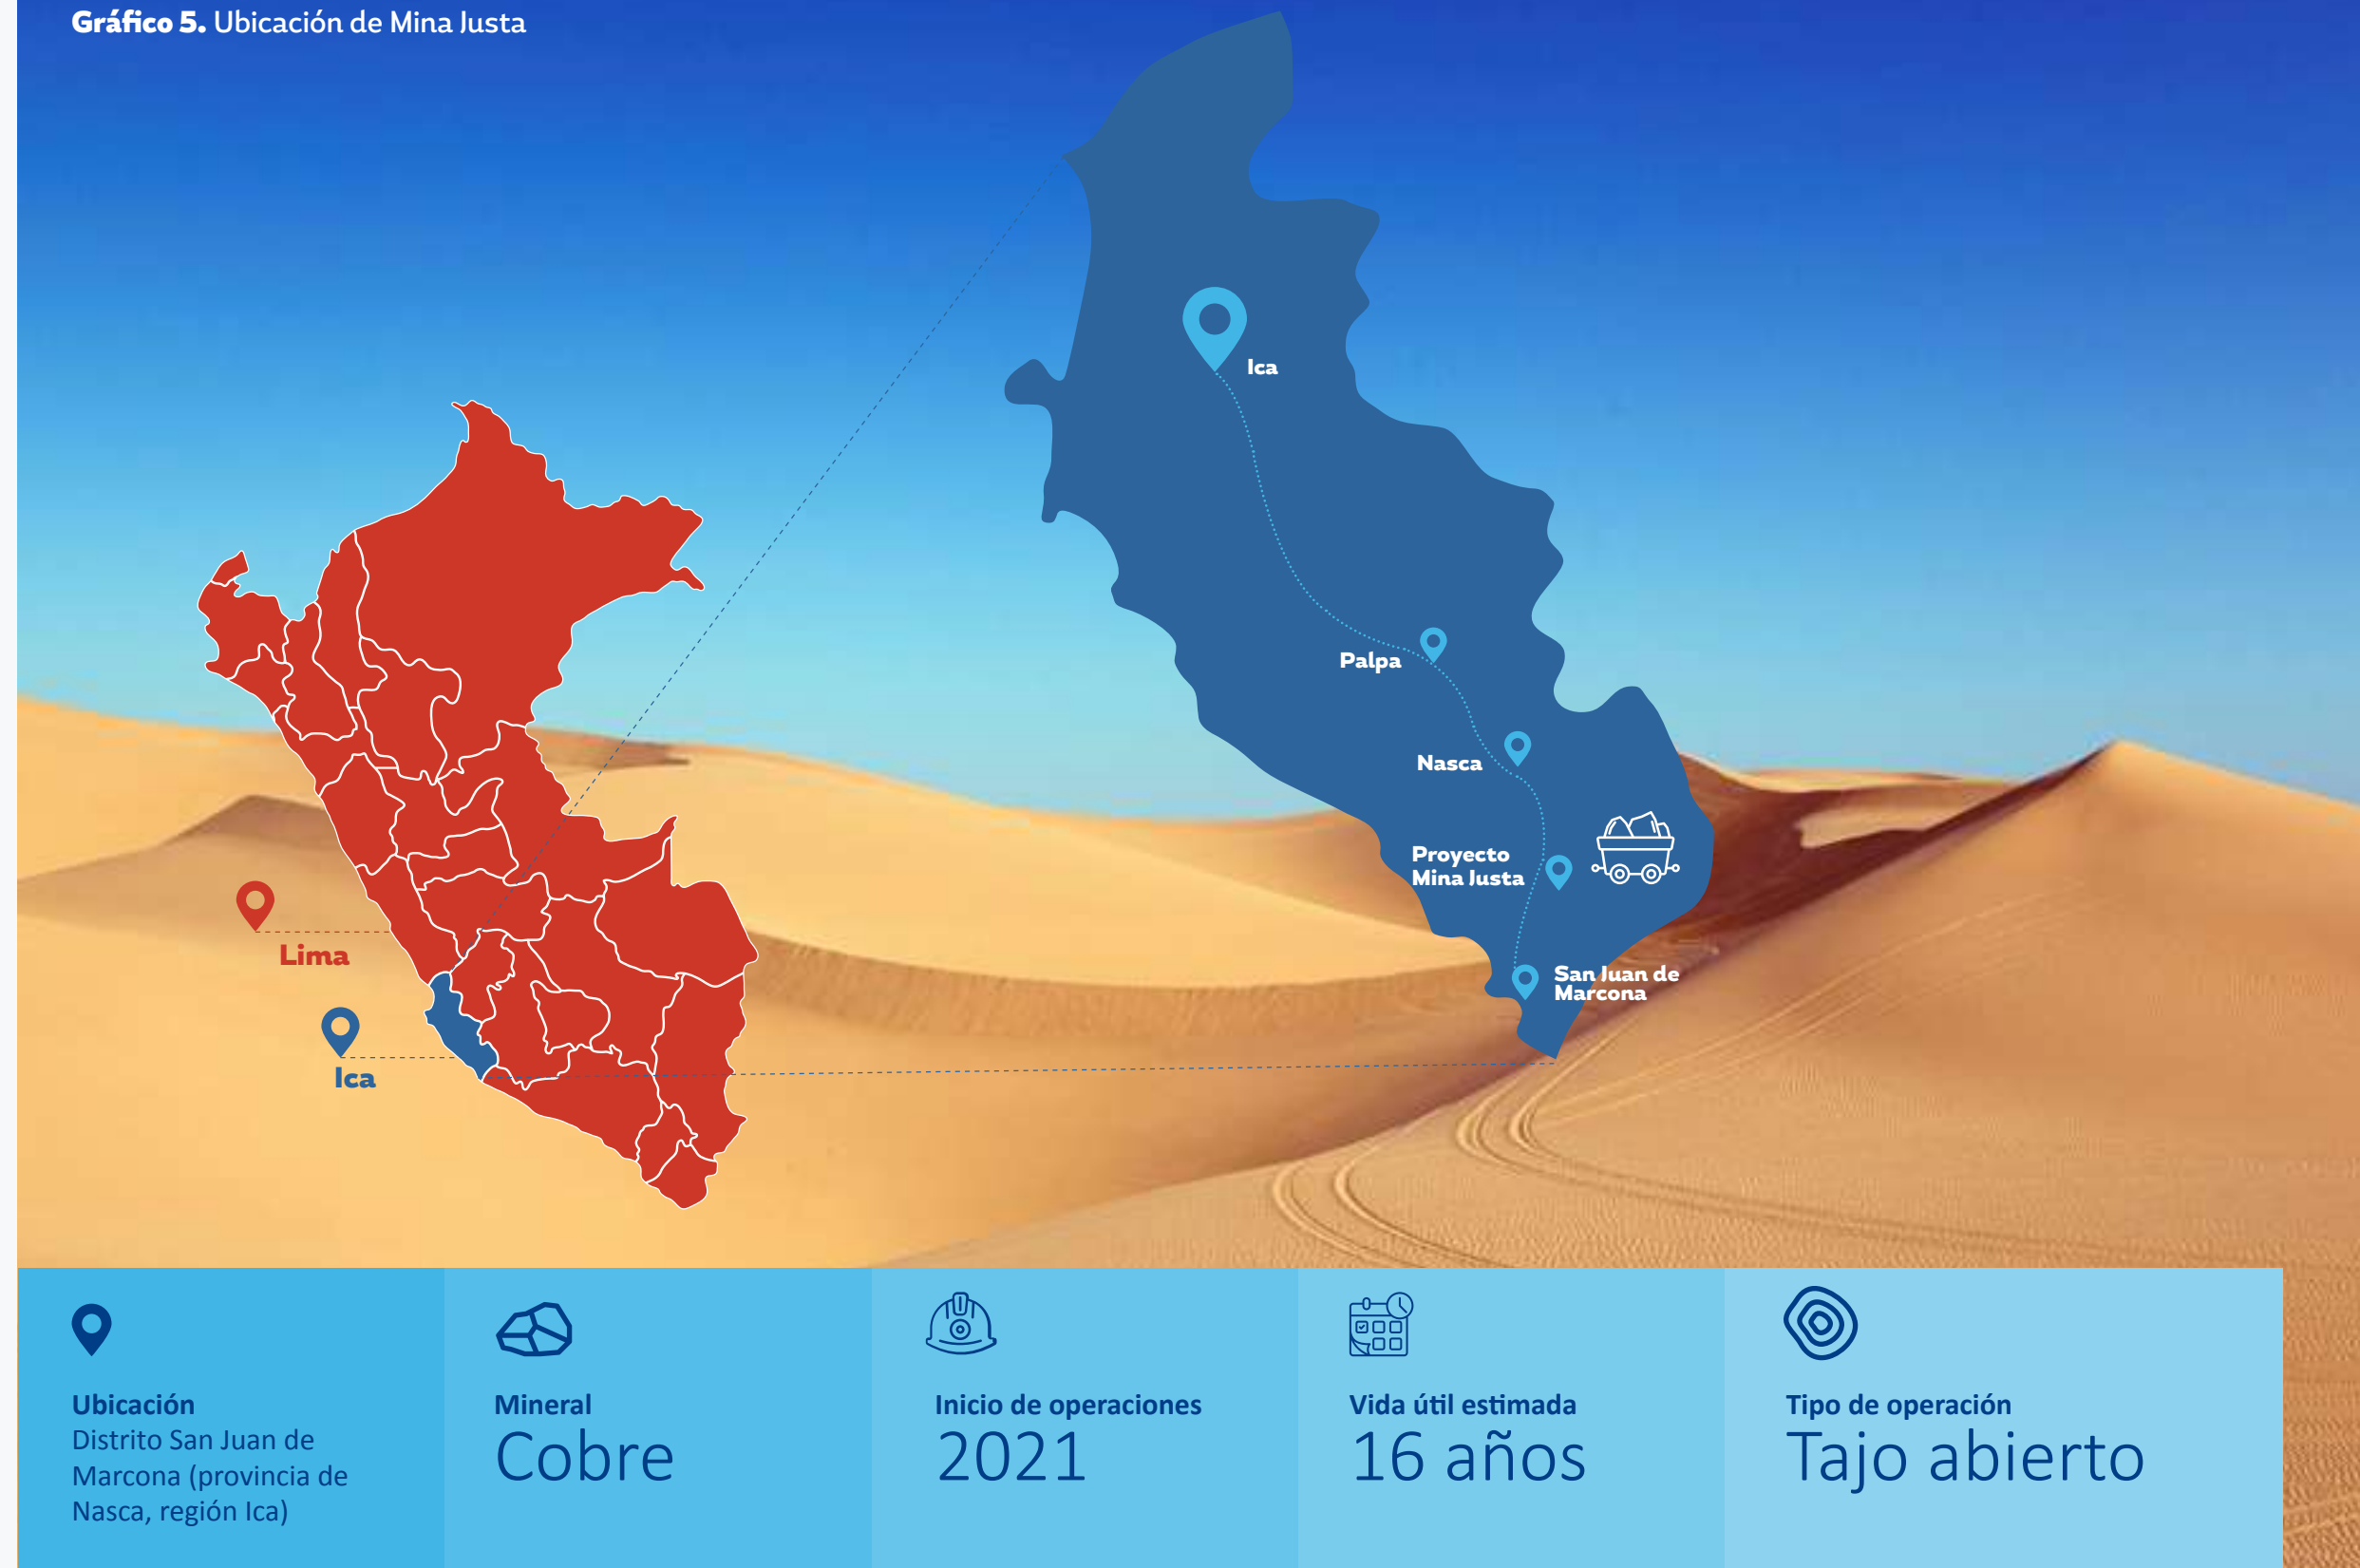 Gráfico 5. Ubicación de Mina Justa
Ica
Palpa
Nasca
Proyecto
Mina Justa
San Juan de
Marcona
Lima
Ica
Ubicación
Distrito San Juan de
Marcona (provincia de
Nasca, región Ica)
Mineral
Cobre
Inicio de operaciones
2021
Vida útil estimada
16 años
Tipo de operación
Tajo abierto